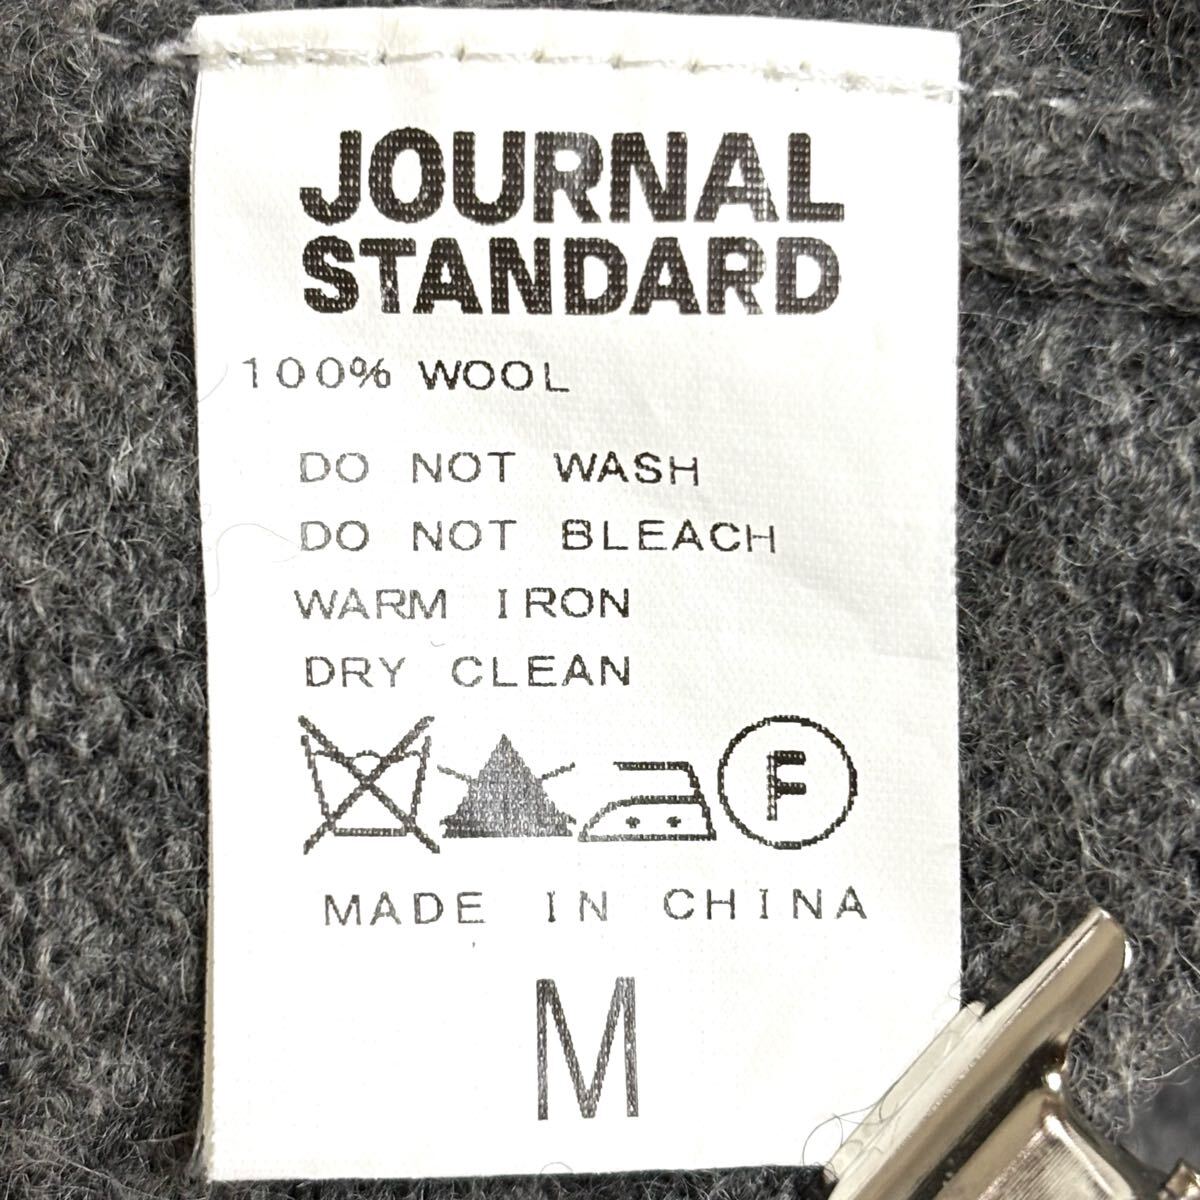 JOURNAL
STANDARD
100% WOOL
DO NOT WASH
DO NOT BLEACH
WARM IRON
DRY CLEAN
F
MADE IN CHINA
M